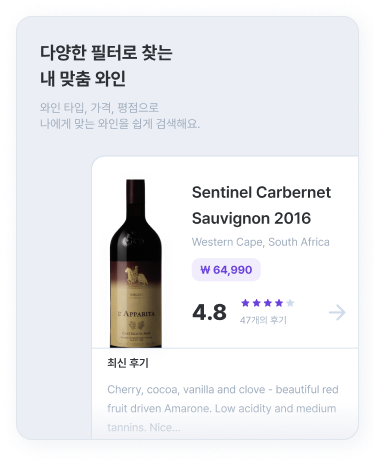 다양한 필터로 찾는
내 맞춤 와인
와인 타입, 가격, 평점으로
나에게 맞는 와인을 쉽게 검색해요.
Sentinel Carbernet
Sauvignon 2016
Western Cape, South Africa
₩ 64,990
4.8
47개의 후기
L'APPARITA
최신 후기
Cherry, cocoa, vanilla and clove - beautiful red
fruit driven Amarone. Low acidity and medium
tannins. Nice...